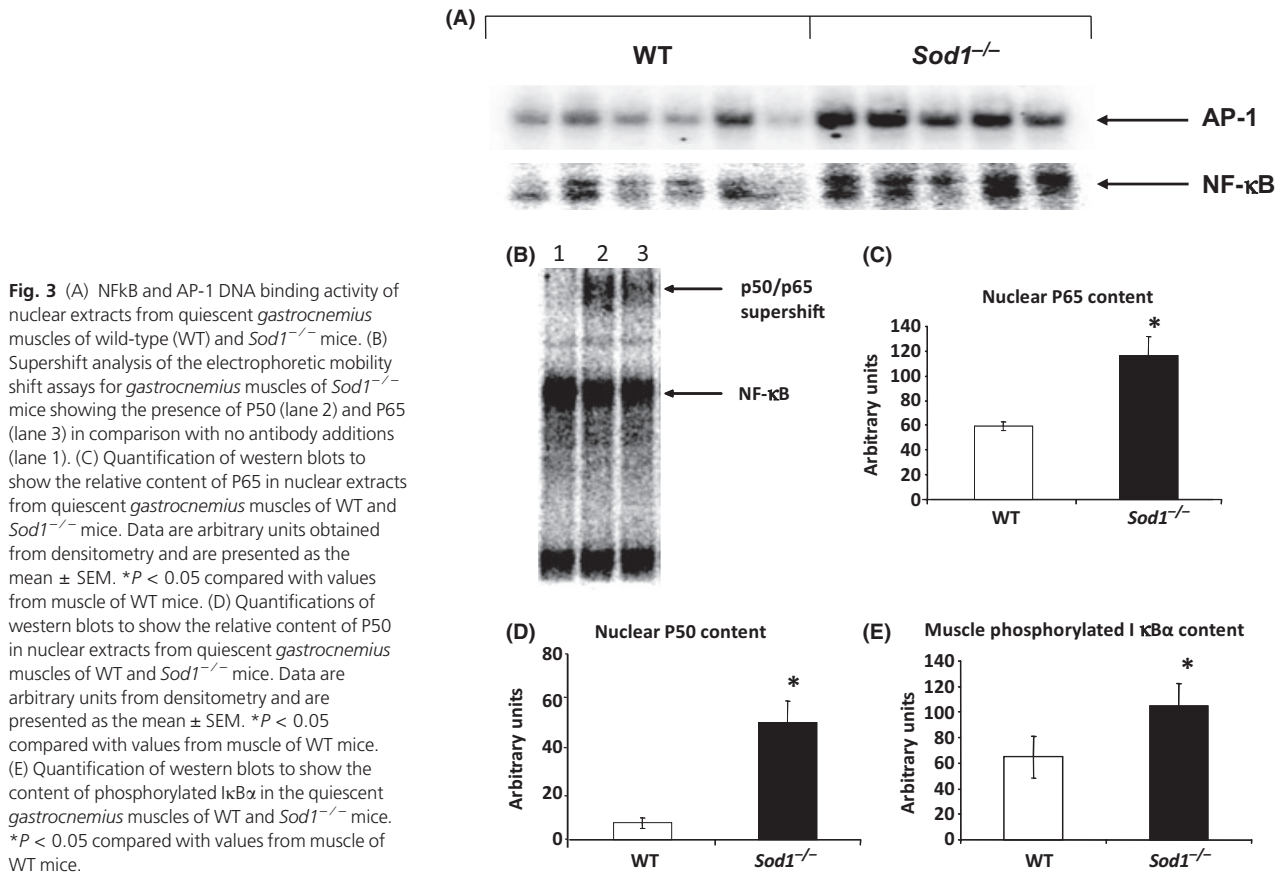 (A)
WT Sod1⁻/⁻
AP-1
NF-κB
(B) 1 2 3
p50/p65
supershift
NF-κB
(C)
Nuclear P65 content
Arbitrary units
140
120
100
80
60
40
20
0
*
WT Sod1⁻/⁻
Fig. 3 (A) NFkB and AP-1 DNA binding activity of
nuclear extracts from quiescent gastrocnemius
muscles of wild-type (WT) and Sod1⁻/⁻ mice. (B)
Supershift analysis of the electrophoretic mobility
shift assays for gastrocnemius muscles of Sod1⁻/⁻
mice showing the presence of P50 (lane 2) and P65
(lane 3) in comparison with no antibody additions
(lane 1). (C) Quantification of western blots to
show the relative content of P65 in nuclear extracts
from quiescent gastrocnemius muscles of WT and
Sod1⁻/⁻ mice. Data are arbitrary units obtained
from densitometry and are presented as the
mean ± SEM. *P < 0.05 compared with values
from muscle of WT mice. (D) Quantifications of
western blots to show the relative content of P50
in nuclear extracts from quiescent gastrocnemius
muscles of WT and Sod1⁻/⁻ mice. Data are
arbitrary units from densitometry and are
presented as the mean ± SEM. *P < 0.05
compared with values from muscle of WT mice.
(E) Quantification of western blots to show the
content of phosphorylated IκBα in the quiescent
gastrocnemius muscles of WT and Sod1⁻/⁻ mice.
*P < 0.05 compared with values from muscle of
WT mice.
(D)
Nuclear P50 content
Arbitrary units
80
60
40
20
0
*
WT Sod1⁻/⁻
(E)
Muscle phosphorylated I κBα content
Arbitrary units
140
120
100
80
60
40
20
0
*
WT Sod1⁻/⁻